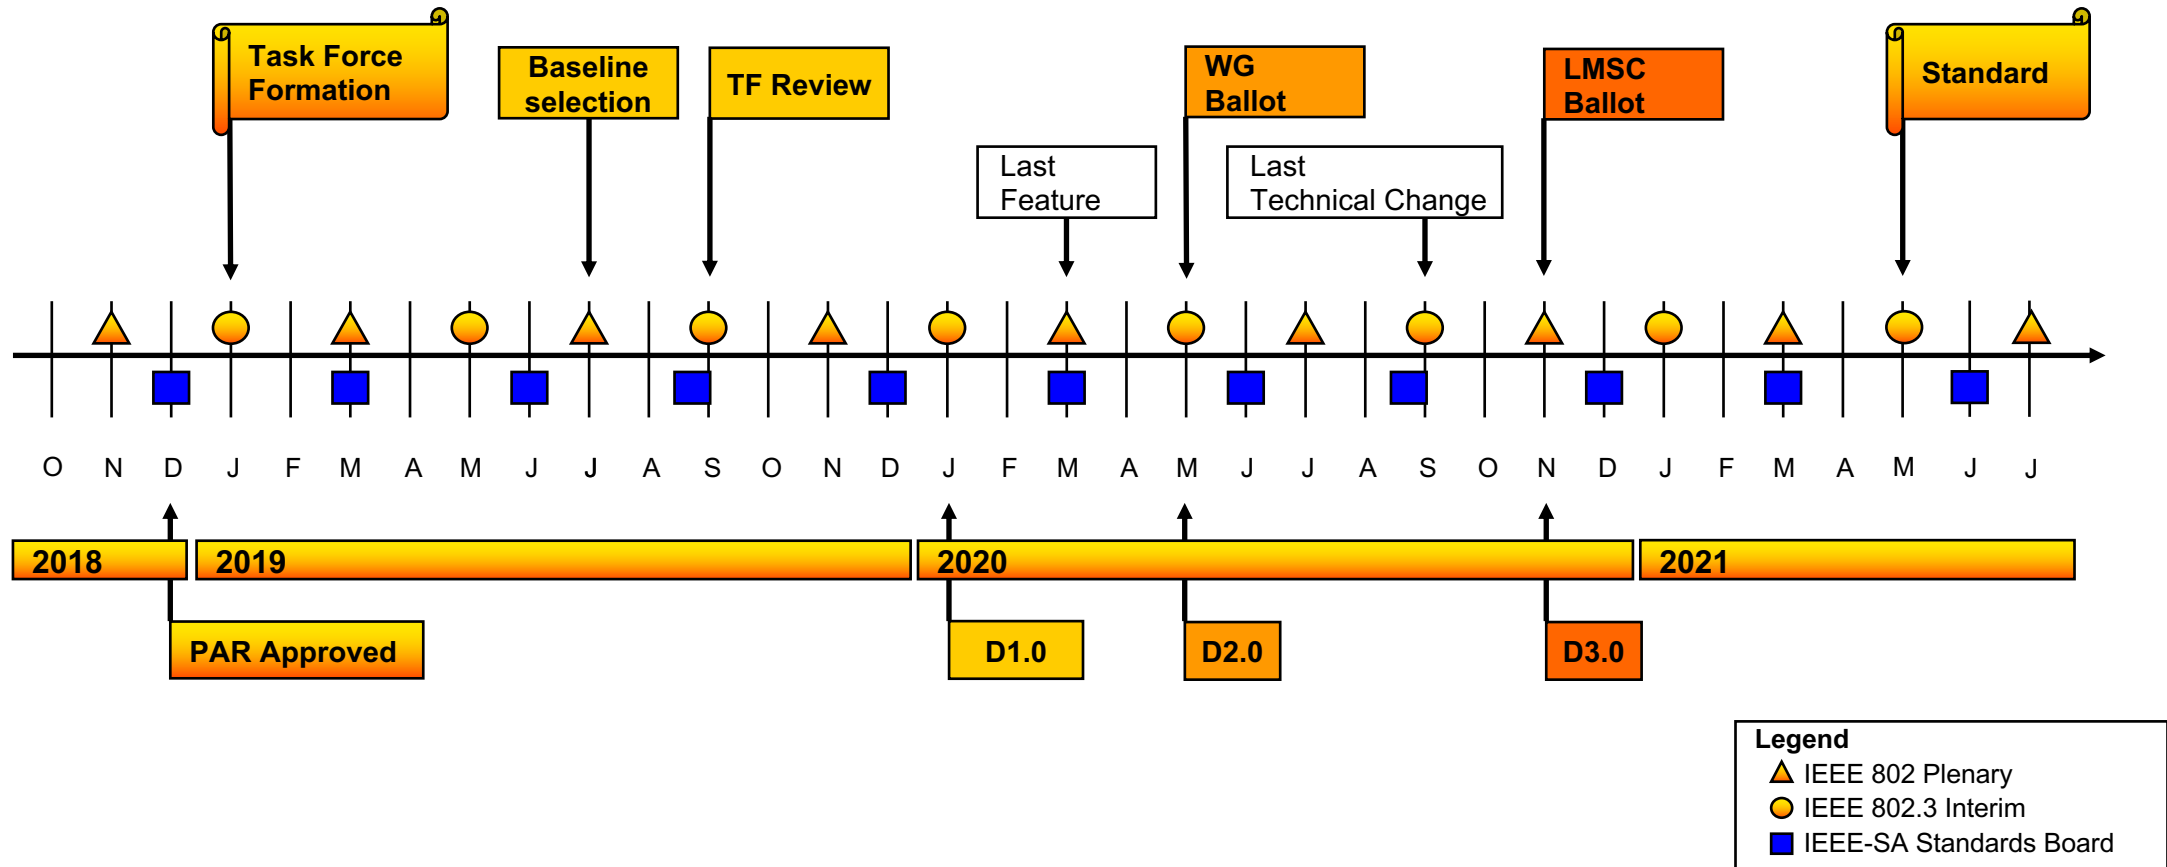 Task Force
Formation
Baseline
selection
TF Review
WG
Ballot
LMSC
Ballot
Standard
Last
Feature
Last
Technical Change
O N D J F M A M J J A S O N D J F M A M J J A S O N D J F M A M J J
2018 2019 2020 2021
PAR Approved D1.0 D2.0 D3.0
Legend
IEEE 802 Plenary
IEEE 802.3 Interim
IEEE-SA Standards Board